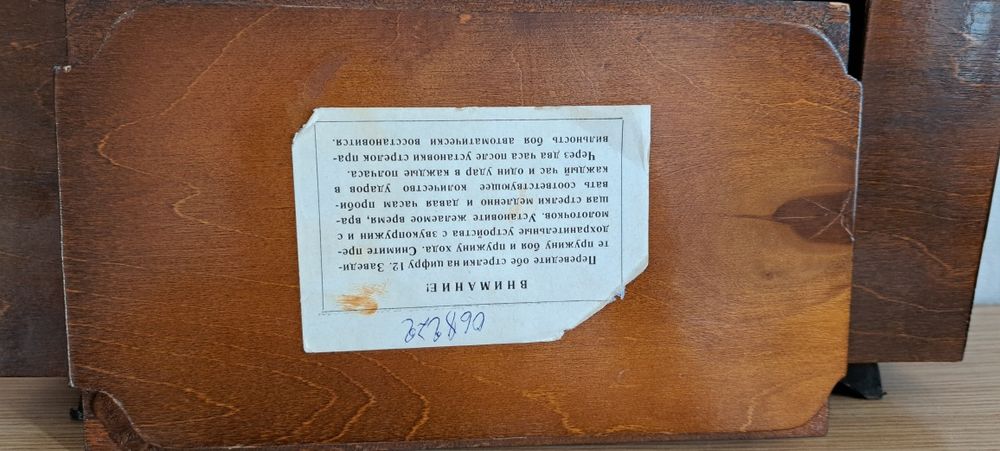 068272
ВНИМАНИЕ!
Переведите обе стрелки на цифру 12. Заведи-
те пружину боя и пружину хода. Снимите пре-
дохранительные устройства с звукопружин и с
молоточков. Установите желаемое время, вра-
щая стрелки медленно и давая часам проби-
вать соответствующее количество ударов в
каждый час и один удар в каждые полчаса.
Через два часа после установки стрелок пра-
вильность боя автоматически восстановится.